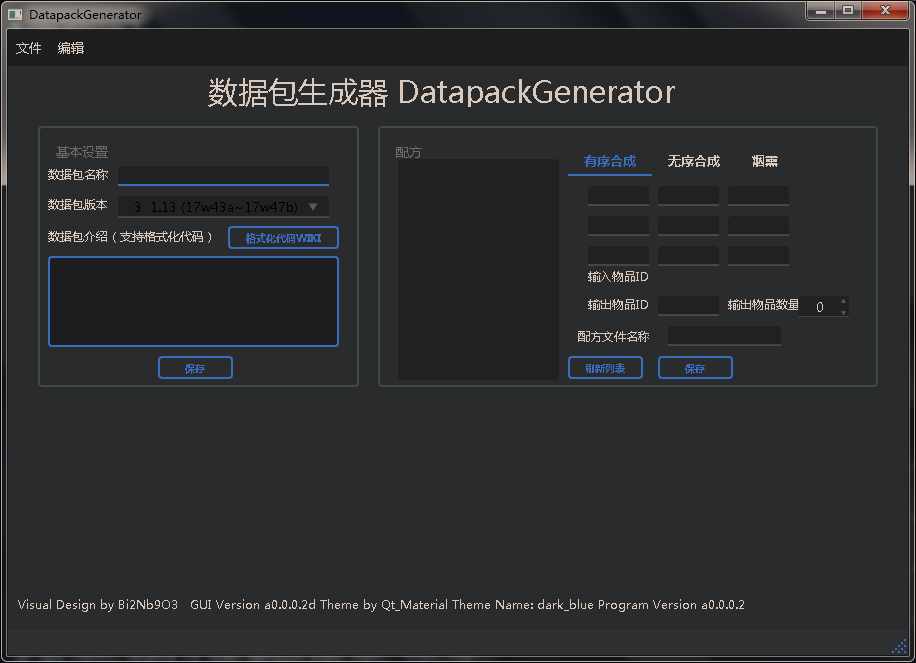 DatapackGenerator
文件 编辑
数据包生成器 DatapackGenerator
基本设置
数据包名称
数据包版本 3 1.13 (17w43a~17w47b)
数据包介绍（支持格式化代码） 格式化代码WIKI
保存
配方
有序合成 无序合成 烟熏
输入物品ID
输出物品ID 输出物品数量 0
配方文件名称
刷新列表 保存
Visual Design by Bi2Nb9O3 GUI Version a0.0.0.2d Theme by Qt_Material Theme Name: dark_blue Program Version a0.0.0.2